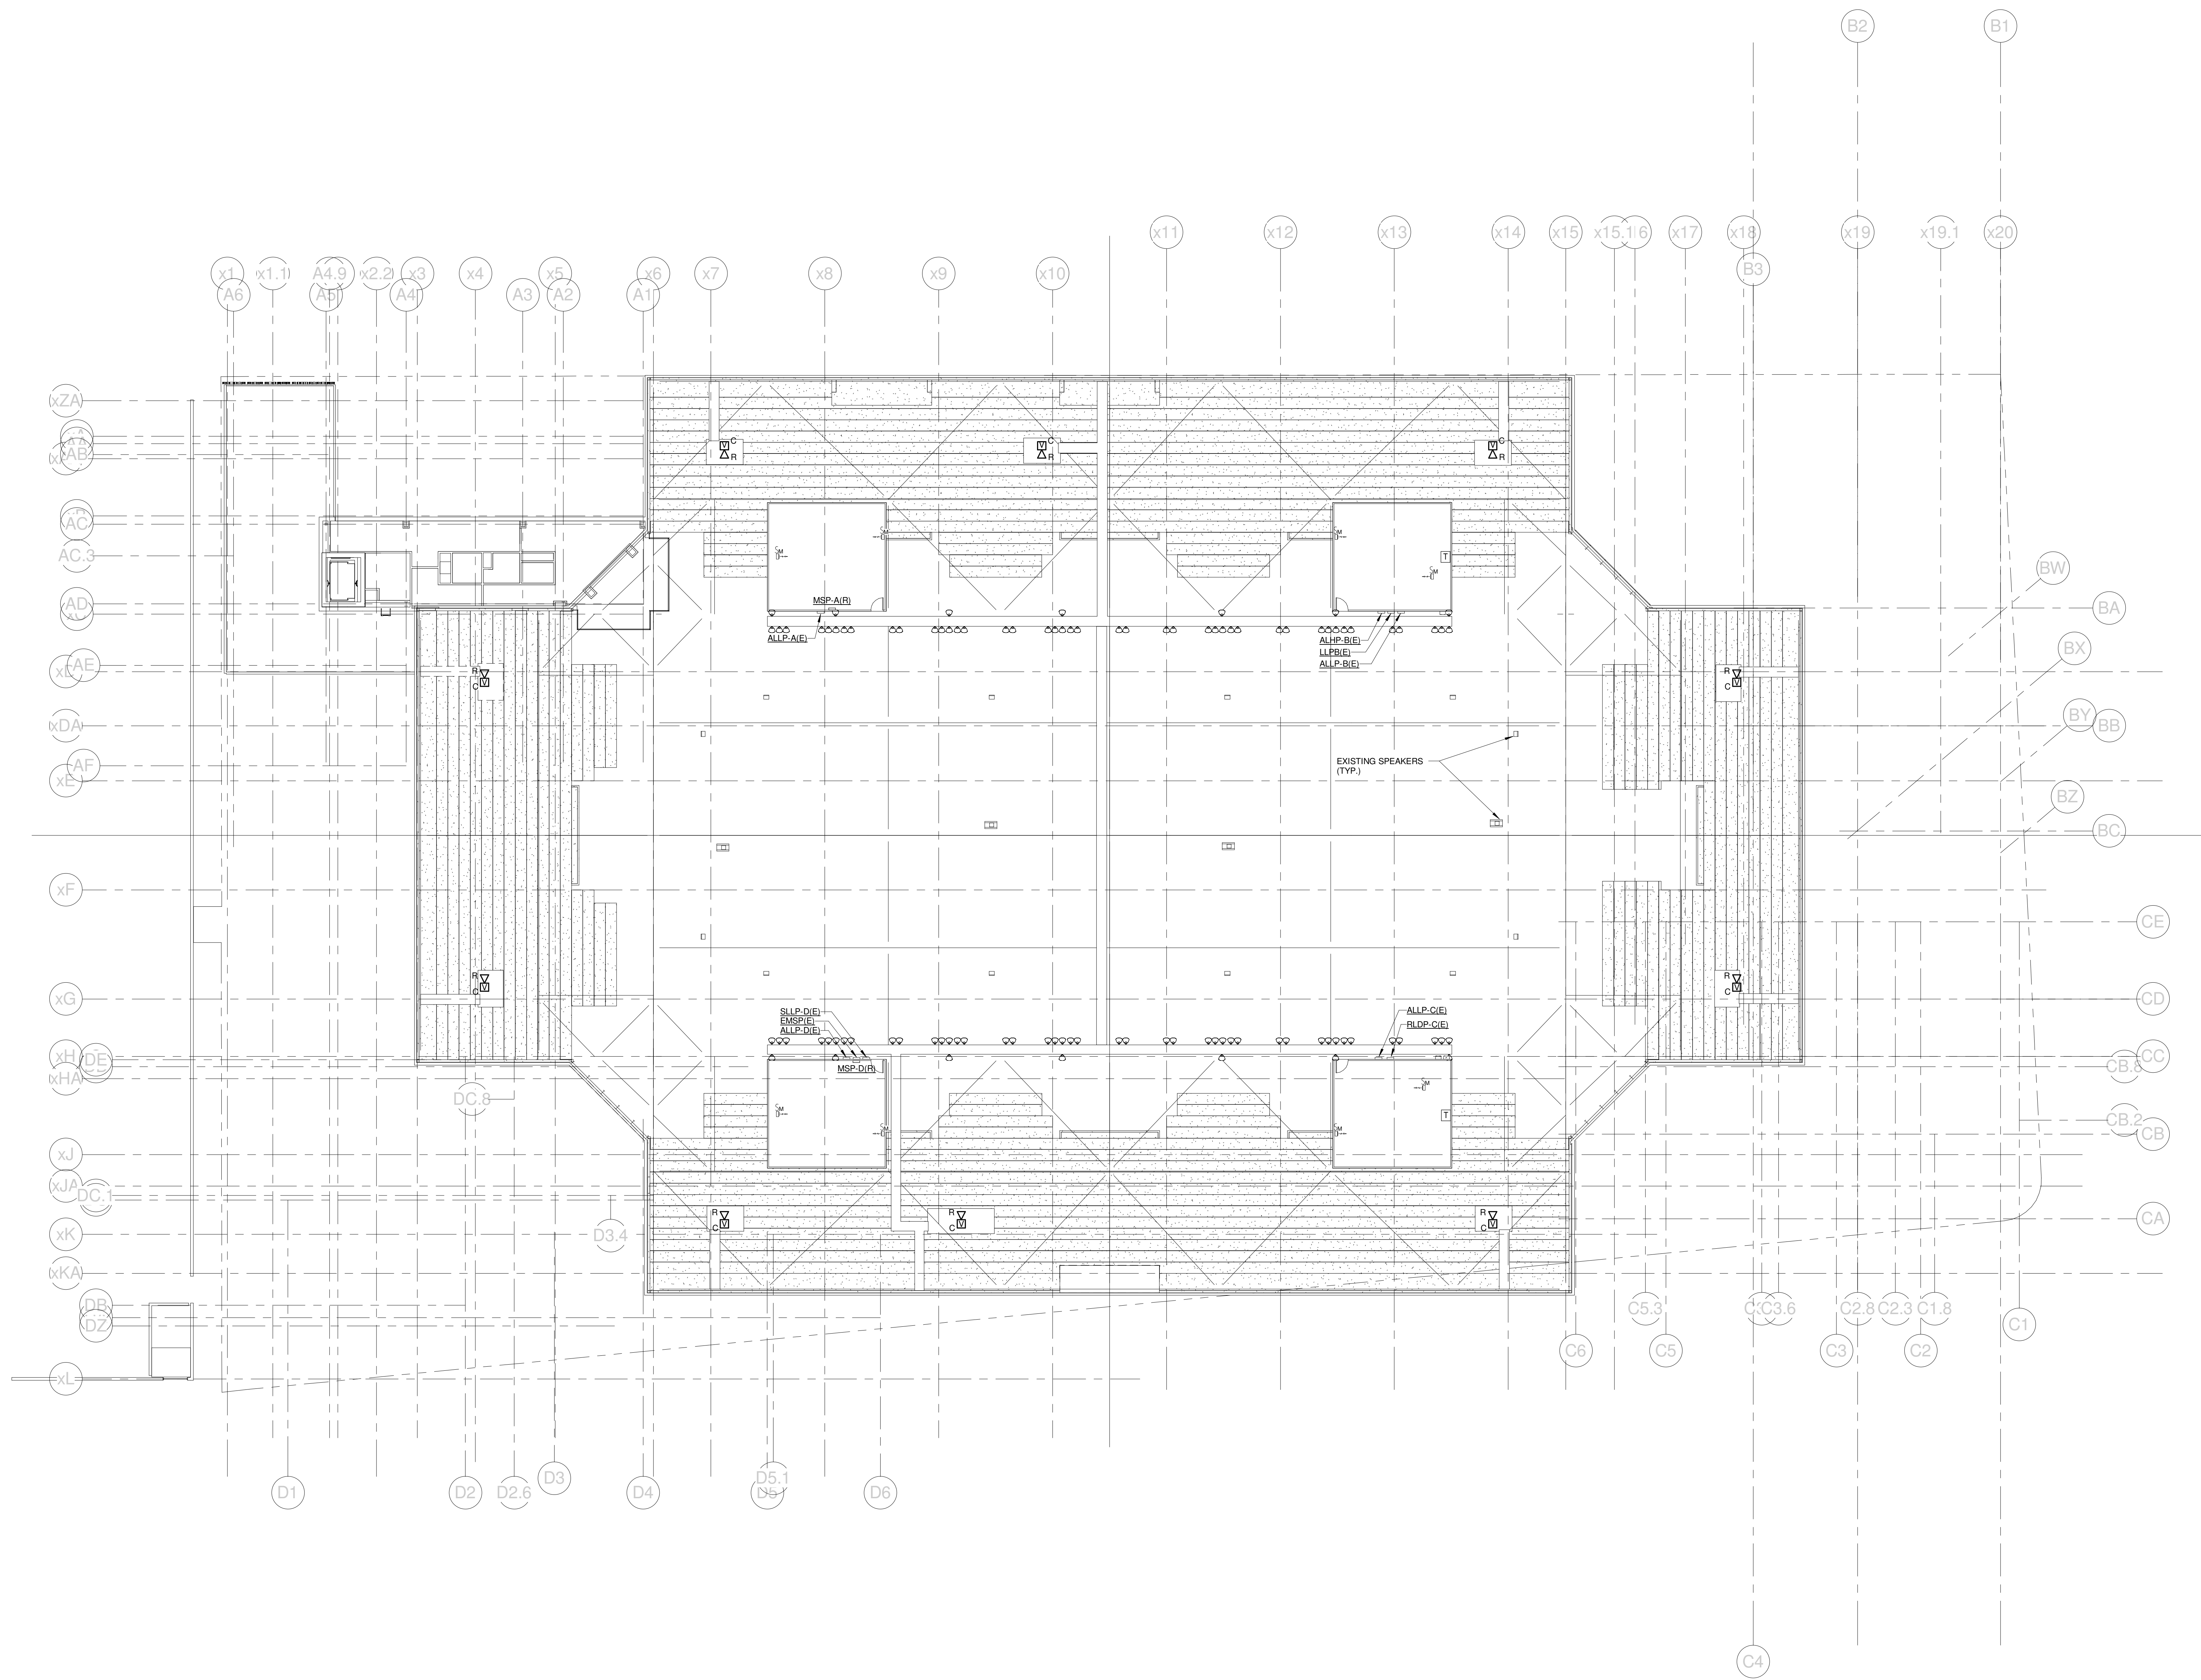 B2
B1
x11
x12
x13
x14
x15
x15.1
x17
x18
x19
x19.1
x20
B3
x1
x1.1
A4.9
x2.2
x3
x4
x5
x6
x7
x8
x9
x10
A6
A5
A4
A3
A2
A1
xZA
AB
AC
AC.3
AD
AE
xDA
AF
xE
xF
xG
xH
DE
xHA
DC.8
xJ
xJA
DC.1
xK
D3.4
xKA
DB
DZ
xL
V C
R
V C
R
V C
R
C
M
C
M
C
M
T
C
M
MSP-A(R)
ALLP-A(E)
ALHP-B(E)
LLPB(E)
ALLP-B(E)
R
C V
R
C V
EXISTING SPEAKERS
(TYP.)
R
C V
R
C V
SLLP-D(E)
EMSP(E)
ALLP-D(E)
MSP-D(R)
ALLP-C(E)
RLDP-C(E)
C
M
C
M
C
M
T
C
M
R
C V
R
C V
R
C V
BW
BA
BX
BY
BB
BZ
BC
CE
CD
CC
CB.8
CB.2
CB
CA
C5.3
C3.6
C2.8
C2.3
C1.8
C1
C6
C5
C3
C2
D1
D2
D2.6
D3
D4
D5.1
D5
D6
C4